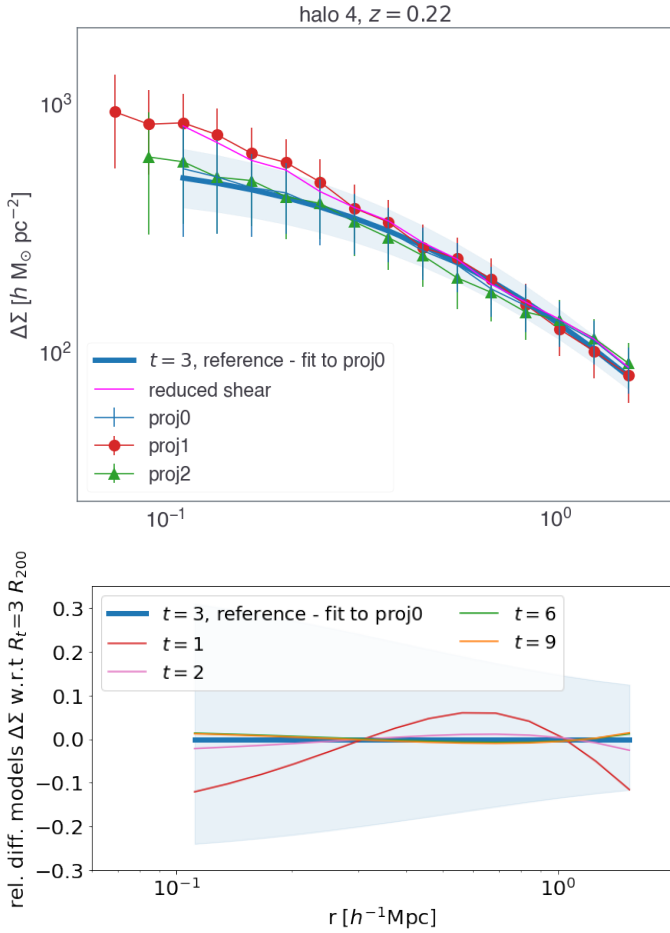 halo 4, z = 0.22
10³
10²
ΔΣ [h M⊙ pc⁻²]
t = 3, reference - fit to proj0
reduced shear
proj0
proj1
proj2
10⁻¹
10⁰
rel. diff. models ΔΣ w.r.t Rₜ=3 R₂₀₀
0.3
0.2
0.1
0.0
−0.1
−0.2
−0.3
t = 3, reference - fit to proj0
t = 1
t = 2
t = 6
t = 9
10⁻¹
10⁰
r [h⁻¹Mpc]